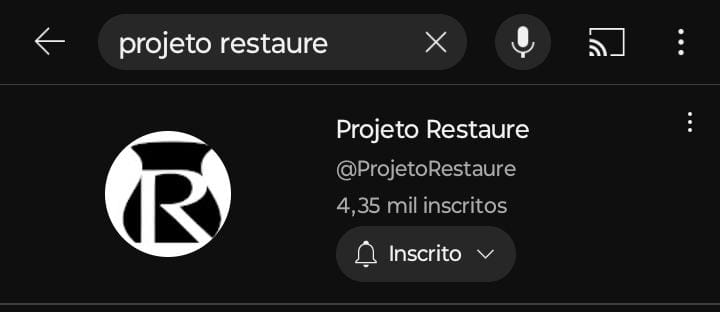 projeto restaure
Projeto Restaure
@ProjetoRestaure
4,35 mil inscritos
Inscrito
R